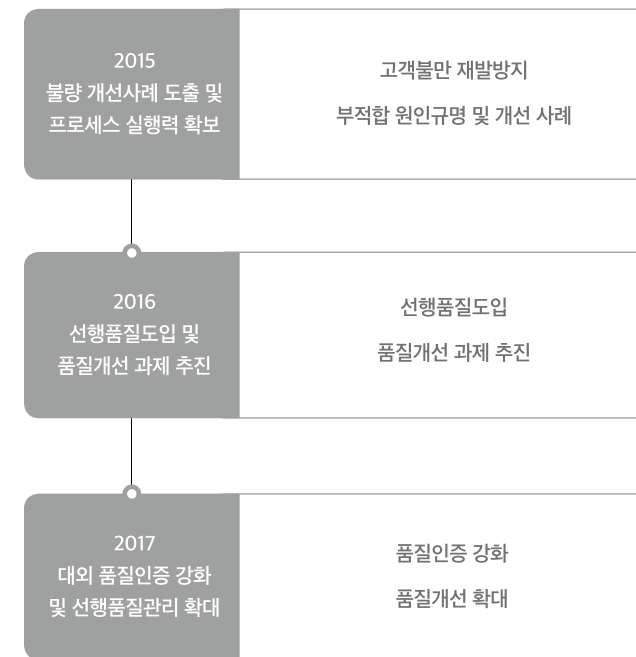 2015
불량 개선사례 도출 및
프로세스 실행력 확보
고객불만 재발방지
부적합 원인규명 및 개선 사례
2016
선행품질도입 및
품질개선 과제 추진
선행품질도입
품질개선 과제 추진
2017
대외 품질인증 강화
및 선행품질관리 확대
품질인증 강화
품질개선 확대